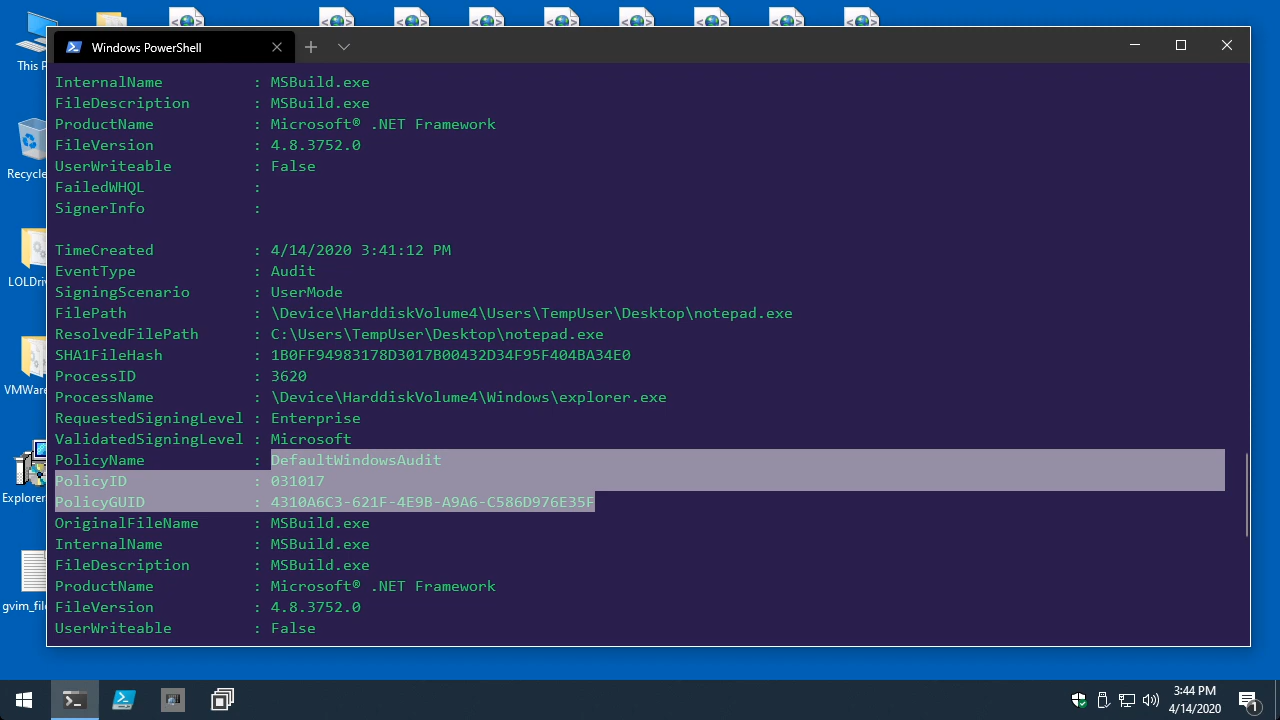 Windows PowerShell
This P
Recycle
LOLDriv
VMWare
Explorer
gvim_fil
InternalName : MSBuild.exe
FileDescription : MSBuild.exe
ProductName : Microsoft® .NET Framework
FileVersion : 4.8.3752.0
UserWriteable : False
FailedWHQL :
SignerInfo :
TimeCreated : 4/14/2020 3:41:12 PM
EventType : Audit
SigningScenario : UserMode
FilePath : \Device\HarddiskVolume4\Users\TempUser\Desktop\notepad.exe
ResolvedFilePath : C:\Users\TempUser\Desktop\notepad.exe
SHA1FileHash : 1B0FF94983178D3017B00432D34F95F404BA34E0
ProcessID : 3620
ProcessName : \Device\HarddiskVolume4\Windows\explorer.exe
RequestedSigningLevel : Enterprise
ValidatedSigningLevel : Microsoft
PolicyName : DefaultWindowsAudit
PolicyID : 031017
PolicyGUID : 4310A6C3-621F-4E9B-A9A6-C586D976E35F
OriginalFileName : MSBuild.exe
InternalName : MSBuild.exe
FileDescription : MSBuild.exe
ProductName : Microsoft® .NET Framework
FileVersion : 4.8.3752.0
UserWriteable : False
3:44 PM
4/14/2020
1